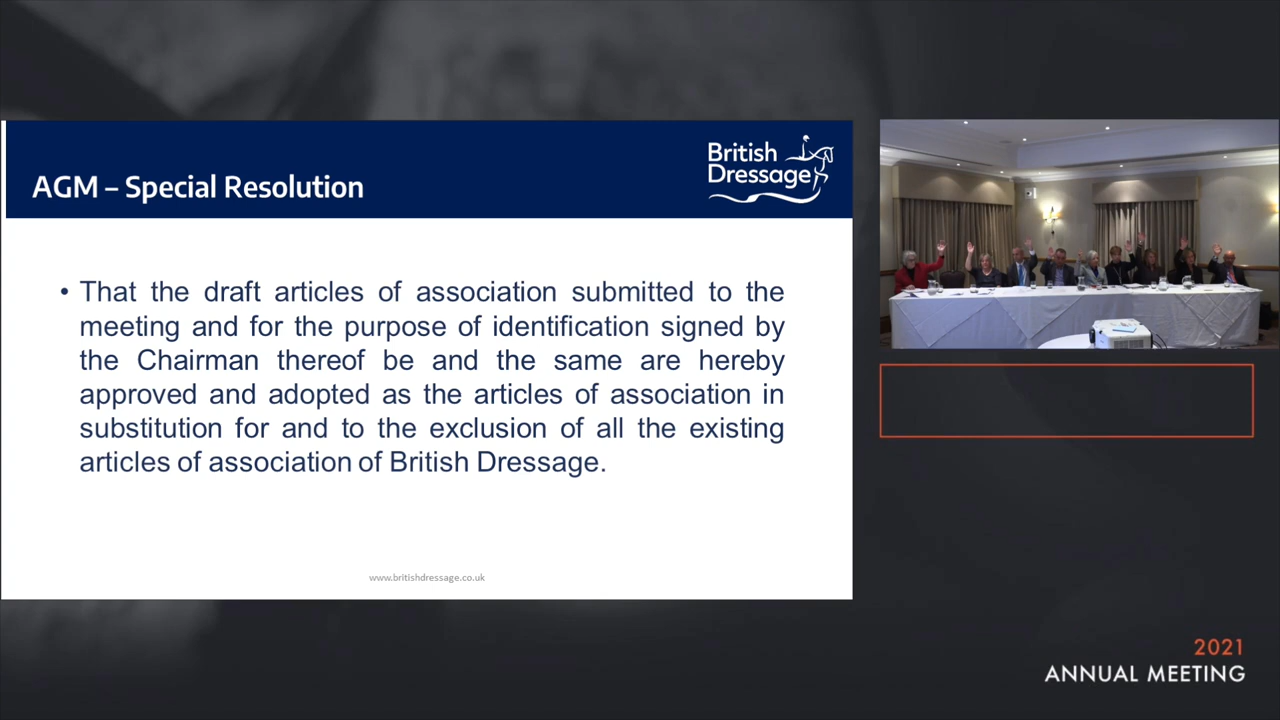 British
Dressage
AGM – Special Resolution
• That the draft articles of association submitted to the
meeting and for the purpose of identification signed by
the Chairman thereof be and the same are hereby
approved and adopted as the articles of association in
substitution for and to the exclusion of all the existing
articles of association of British Dressage.
www.britishdressage.co.uk
2021
ANNUAL MEETING